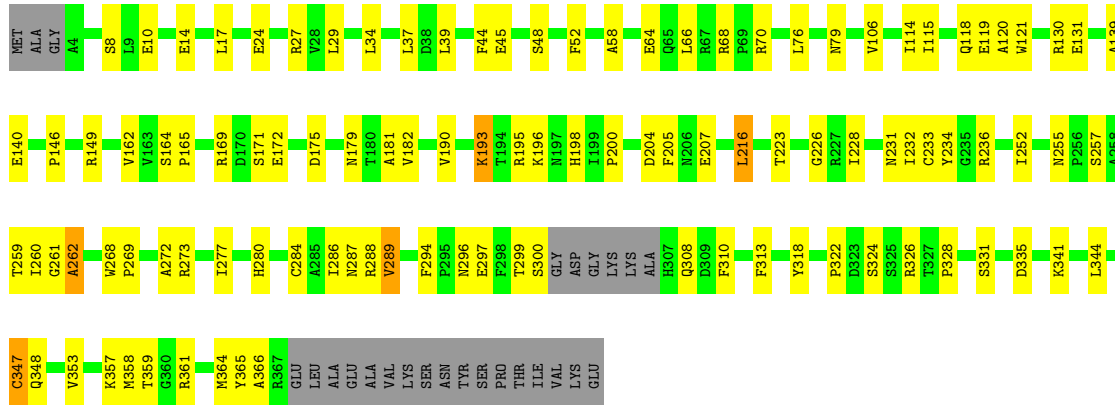 MET ALA GLY A4 S8 L9 E10 E14 L17 E24 R27 V28 L29 L34 L37 D38 L39 F44 E45 S48 F52 A58 E64 Q65 L66 R67 R68 P69 R70 L76 N79 V106 I114 I115 Q118 E119 A120 W121 R130 E131 A139
E140 P146 R149 V162 V163 S164 P165 R169 D170 S171 E172 D175 N179 T180 A181 V182 V190 K193 T194 R195 K196 N197 H198 I199 P200 D204 F205 N206 E207 L216 T223 G226 R227 I228 N231 I232 C233 Y234 G235 R236 I252 N255 P256 S257 A258
T259 I260 G261 A262 W268 P269 A272 R273 I277 H280 C284 A285 I286 N287 R288 V289 F294 P295 N296 E297 F298 T299 S300 GLY ASP GLY LYS LYS ALA H307 Q308 D309 F310 F313 Y318 P322 D323 S324 S325 R326 T327 P328 S331 D335 K341 L344
C347 Q348 V353 K357 M358 T359 G360 R361 M364 Y365 A366 R367 GLU LEU ALA GLU ALA VAL LYS SER ASN TYR SER PRO THR ILE VAL LYS GLU